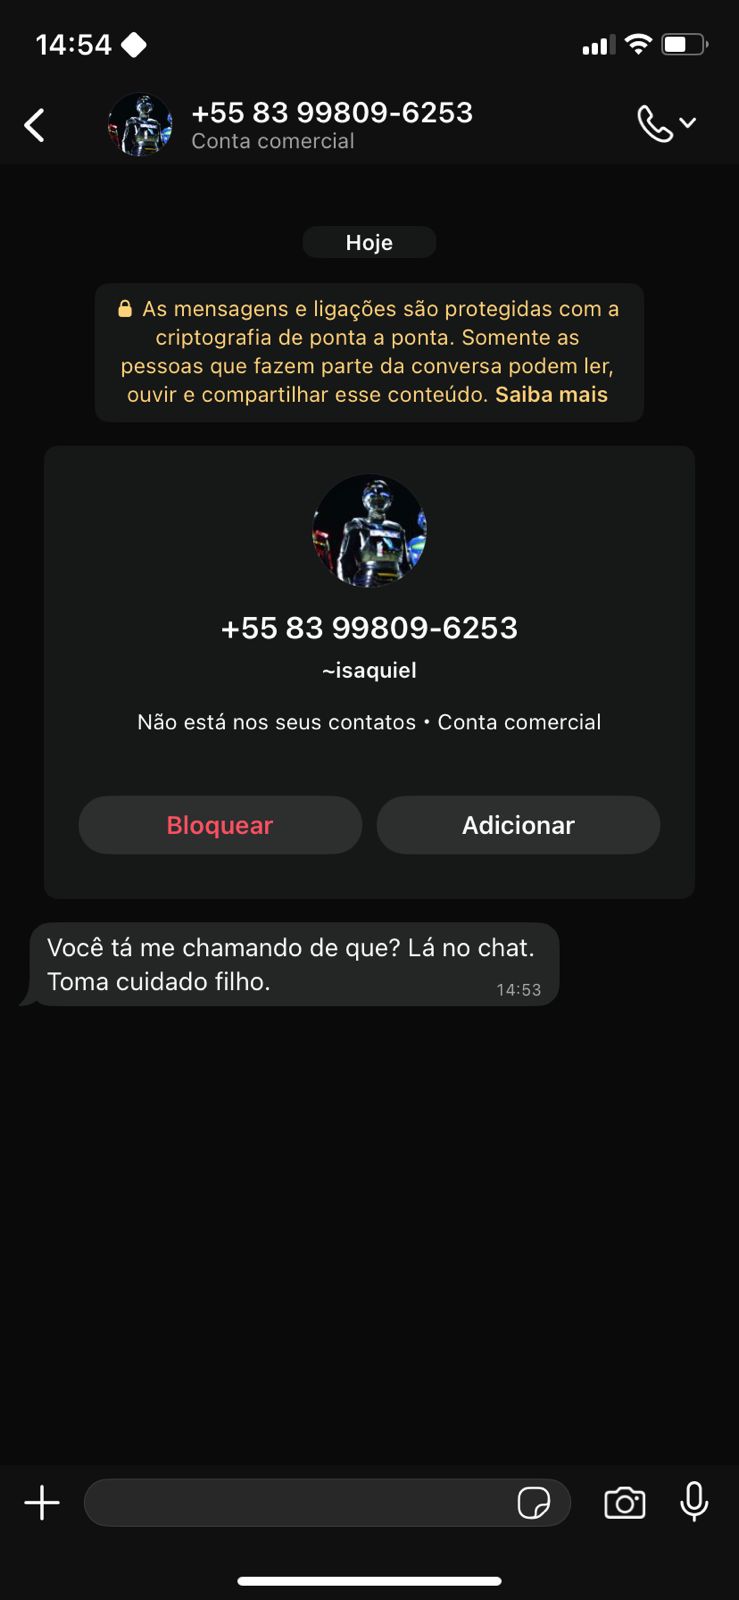 14:54
+55 83 99809-6253
Conta comercial
Hoje
As mensagens e ligações são protegidas com a
criptografia de ponta a ponta. Somente as
pessoas que fazem parte da conversa podem ler,
ouvir e compartilhar esse conteúdo. Saiba mais
+55 83 99809-6253
~isaquiel
Não está nos seus contatos • Conta comercial
Bloquear
Adicionar
Você tá me chamando de que? Lá no chat.
Toma cuidado filho.
14:53